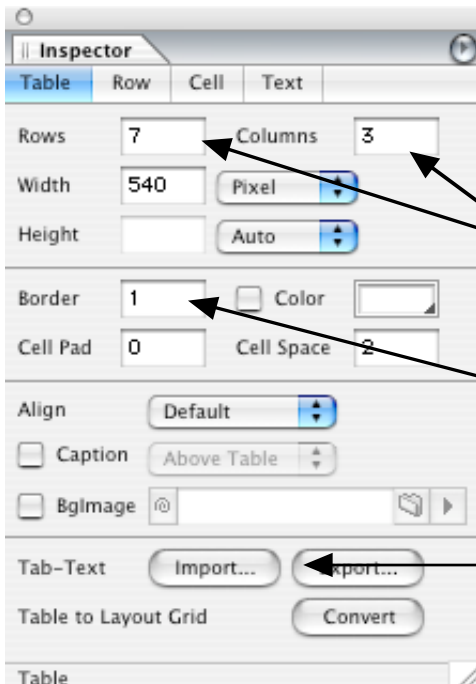 Inspector
Table Row Cell Text
Rows 7 Columns 3
Width 540 Pixel
Height Auto
Border 1 Color
Cell Pad 0 Cell Space 2
Align Default
Caption Above Table
BgImage
Tab-Text Import... Export...
Table to Layout Grid Convert
Table